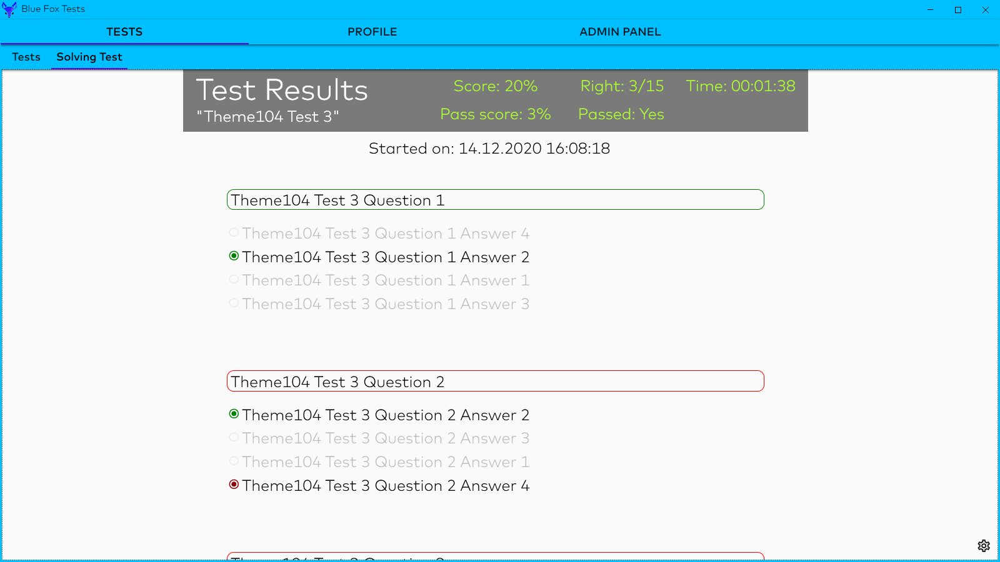 Blue Fox Tests
TESTS PROFILE ADMIN PANEL
Tests Solving Test
Test Results
"Theme104 Test 3"
Score: 20% Right: 3/15 Time: 00:01:38
Pass score: 3% Passed: Yes
Started on: 14.12.2020 16:08:18
Theme104 Test 3 Question 1
Theme104 Test 3 Question 1 Answer 4
Theme104 Test 3 Question 1 Answer 2
Theme104 Test 3 Question 1 Answer 1
Theme104 Test 3 Question 1 Answer 3
Theme104 Test 3 Question 2
Theme104 Test 3 Question 2 Answer 2
Theme104 Test 3 Question 2 Answer 3
Theme104 Test 3 Question 2 Answer 1
Theme104 Test 3 Question 2 Answer 4